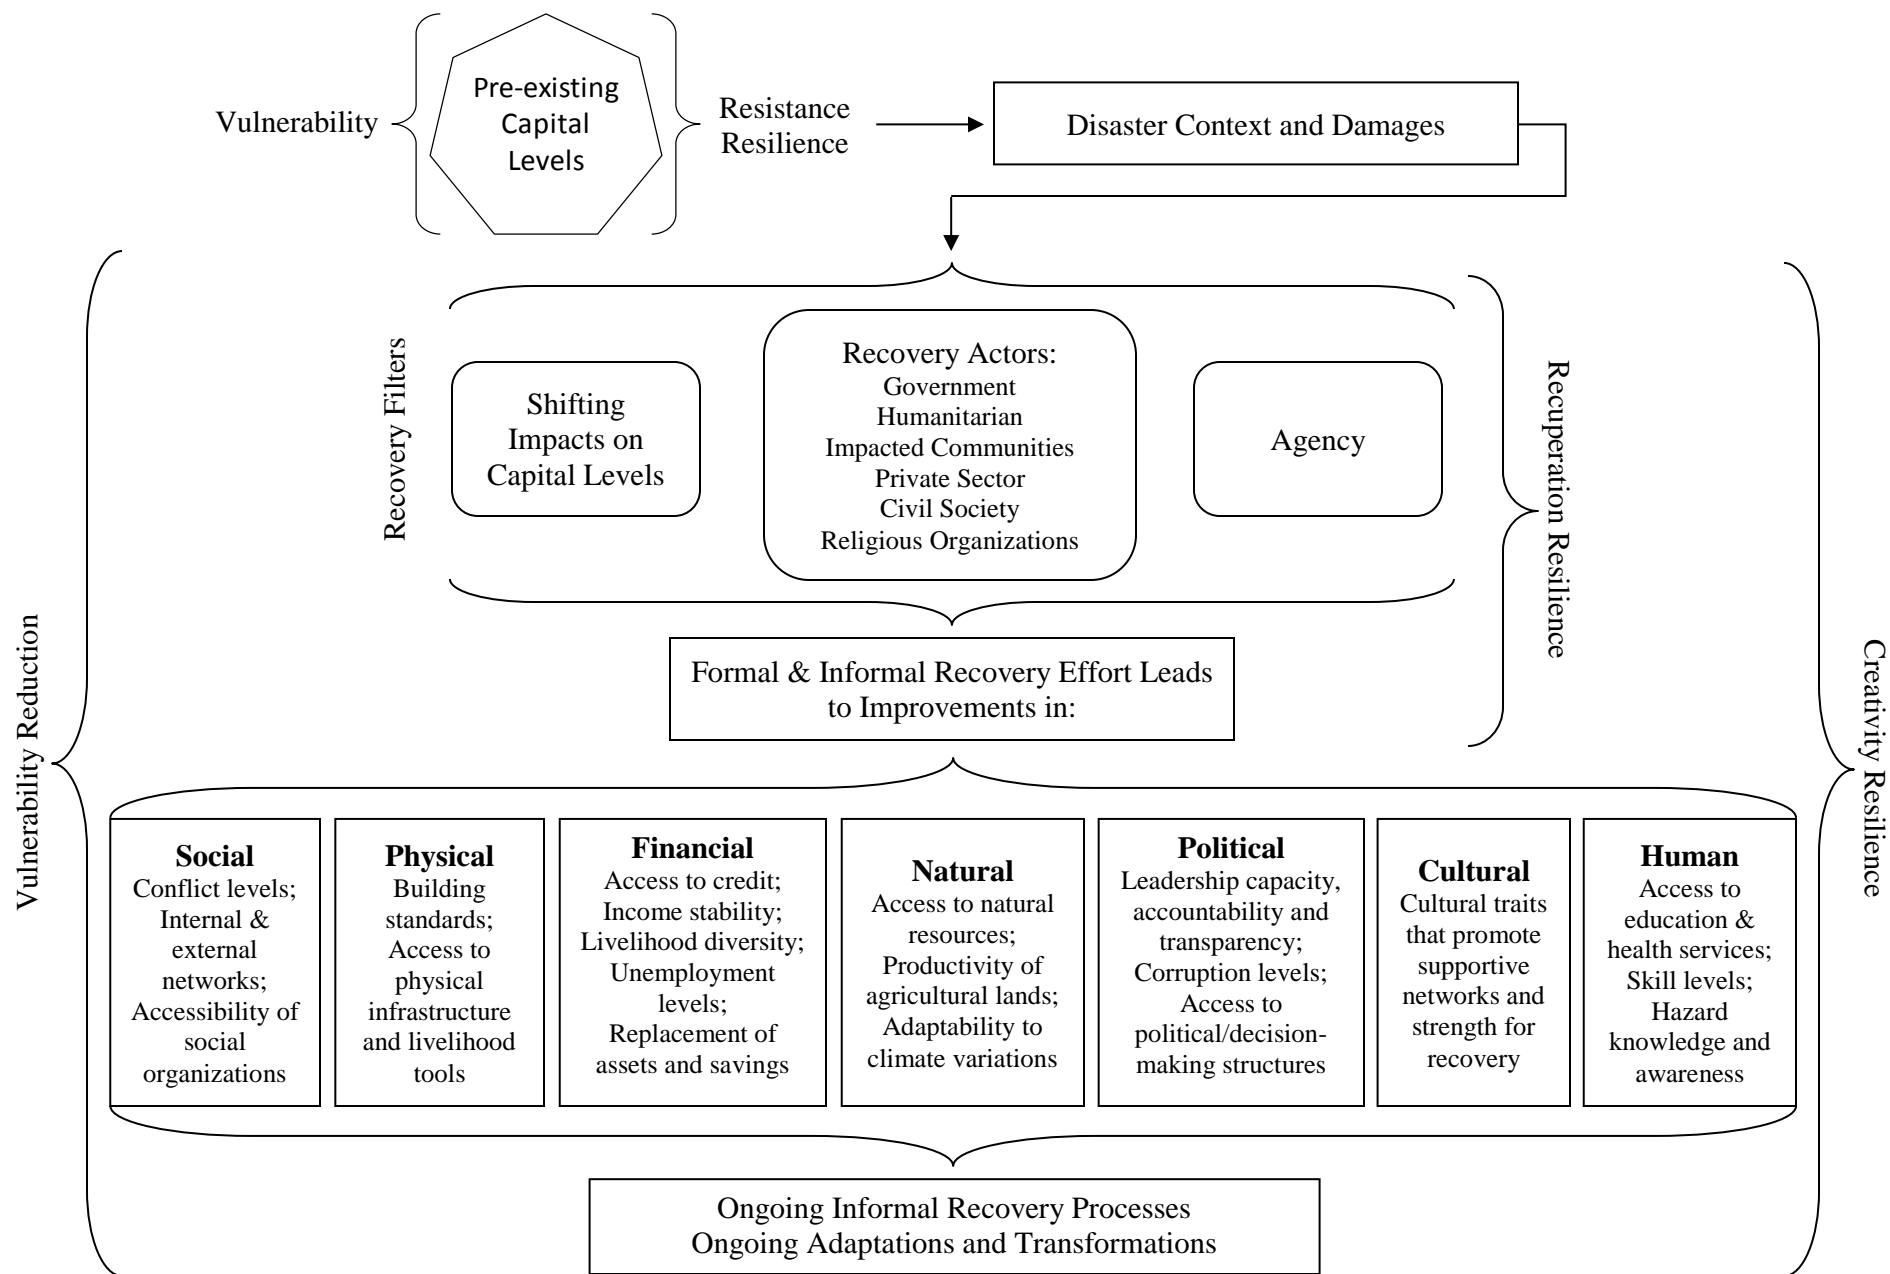 Vulnerability
Pre-existing
Capital
Levels
Resistance
Resilience
Disaster Context and Damages
Recovery Filters
Shifting
Impacts on
Capital Levels
Recovery Actors:
Government
Humanitarian
Impacted Communities
Private Sector
Civil Society
Religious Organizations
Agency
Recuperation Resilience
Formal & Informal Recovery Effort Leads
to Improvements in:
Vulnerability Reduction
Creativity Resilience
Social
Conflict levels;
Internal &
external
networks;
Accessibility of
social
organizations
Physical
Building
standards;
Access to
physical
infrastructure
and livelihood
tools
Financial
Access to credit;
Income stability;
Livelihood diversity;
Unemployment
levels;
Replacement of
assets and savings
Natural
Access to natural
resources;
Productivity of
agricultural lands;
Adaptability to
climate variations
Political
Leadership capacity,
accountability and
transparency;
Corruption levels;
Access to
political/decision-
making structures
Cultural
Cultural traits
that promote
supportive
networks and
strength for
recovery
Human
Access to
education &
health services;
Skill levels;
Hazard
knowledge and
awareness
Ongoing Informal Recovery Processes
Ongoing Adaptations and Transformations